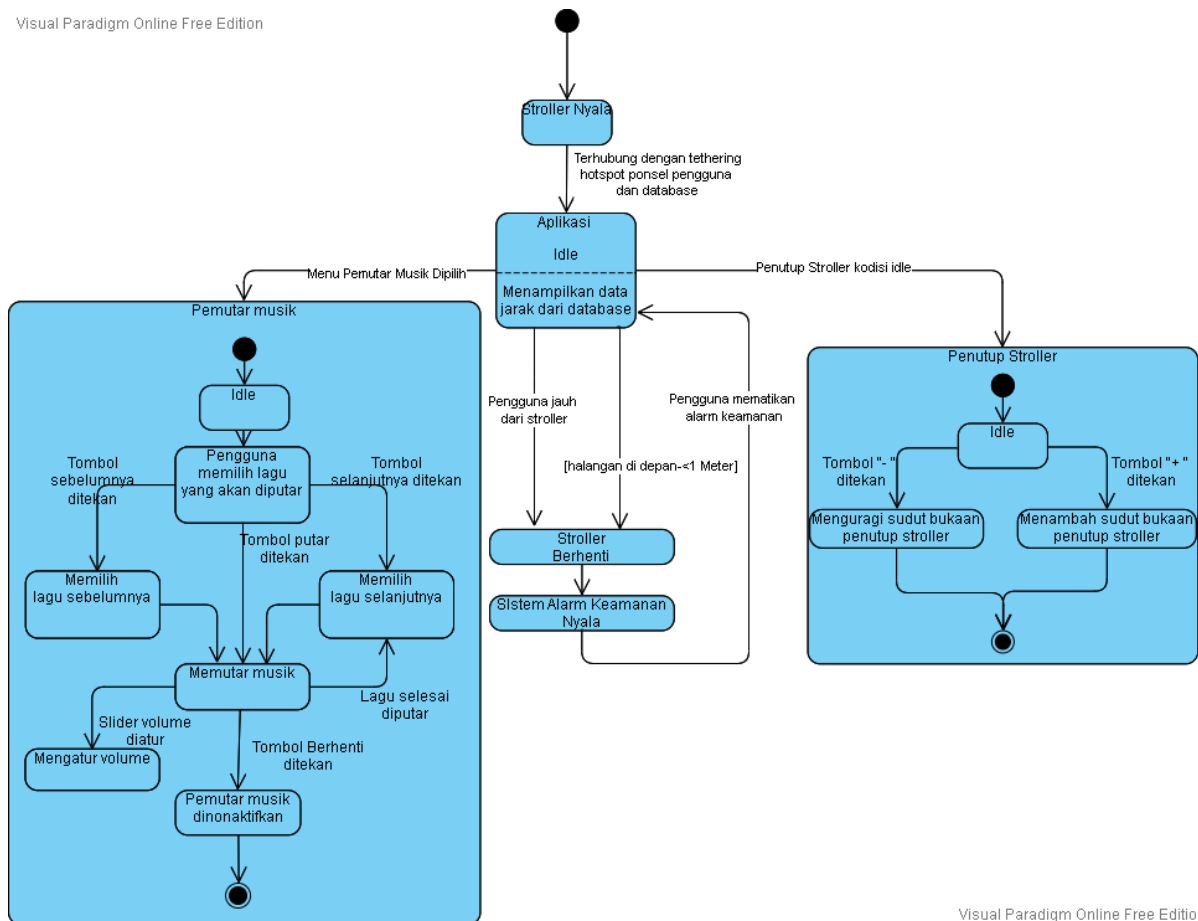 Visual Paradigm Online Free Edition
Stroller Nyala
Terhubung dengan tethering
hotspot ponsel pengguna
dan database
Aplikasi
Idle
Menampilkan data
jarak dari database
Menu Pemutar Musik Dipilih
Penutup Stroller kodisi idle
Pemutar musik
Idle
Pengguna
memilih lagu
yang akan diputar
Tombol
sebelumnya
ditekan
Tombol
selanjutnya ditekan
Tombol putar
ditekan
Memilih
lagu sebelumnya
Memilih
lagu selanjutnya
Memutar musik
Lagu selesai
diputar
Slider volume
diatur
Mengatur volume
Tombol Berhenti
ditekan
Pemutar musik
dinonaktifkan
Pengguna jauh
dari stroller
[halangan di depan-<1 Meter]
Pengguna mematikan
alarm keamanan
Stroller
Berhenti
SIstem Alarm Keamanan
Nyala
Penutup Stroller
Idle
Tombol "- "
ditekan
Tombol "+ "
ditekan
Menguragi sudut bukaan
penutup stroller
Menambah sudut bukaan
penutup stroller
Visual Paradigm Online Free Editio